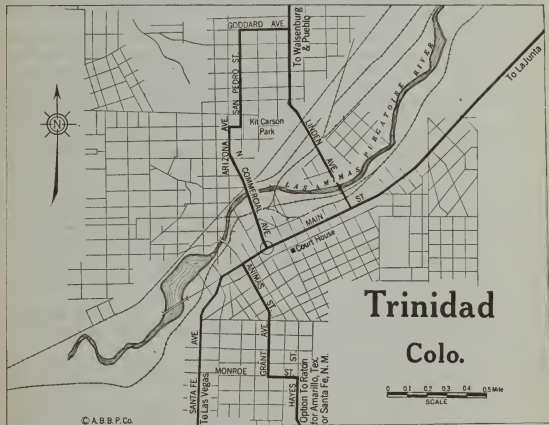 GODDARD AVE
To Walsenburg
& Pueblo
SAN PEDRO ST.
Kit Carson
Park
To LaJunta
LINDEN AVE
LAS ANIMAS PURGATOIRE RIVER
ARIZONA AVE
N COMMERCIAL AVE
N
MAIN ST.
Court House
ANIMAS ST
Trinidad
Colo.
SANTA FE AVE
To Las Vegas
MONROE ST.
GRANT AVE
HAYES ST.
Option To Raton
for Amarillo, Tex.
or Santa Fe, N. M.
0 0.1 0.2 0.3 0.4 0.5 Mile
SCALE
© A.B.B.P. Co.